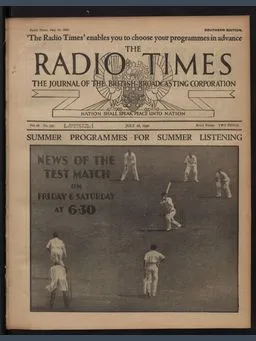 SOUTHERN EDITION.
'The Radio Times' enables you to choose your programmes in advance
THE
RADIO TIMES
THE JOURNAL OF THE BRITISH BROADCASTING CORPORATION
NATION SHALL SPEAK PEACE UNTO NATION
TWO PENCE.
SUMMER PROGRAMMES FOR SUMMER LISTENING
NEWS OF THE
TEST MATCH
ON
FRIDAY & SATURDAY
AT 6·30